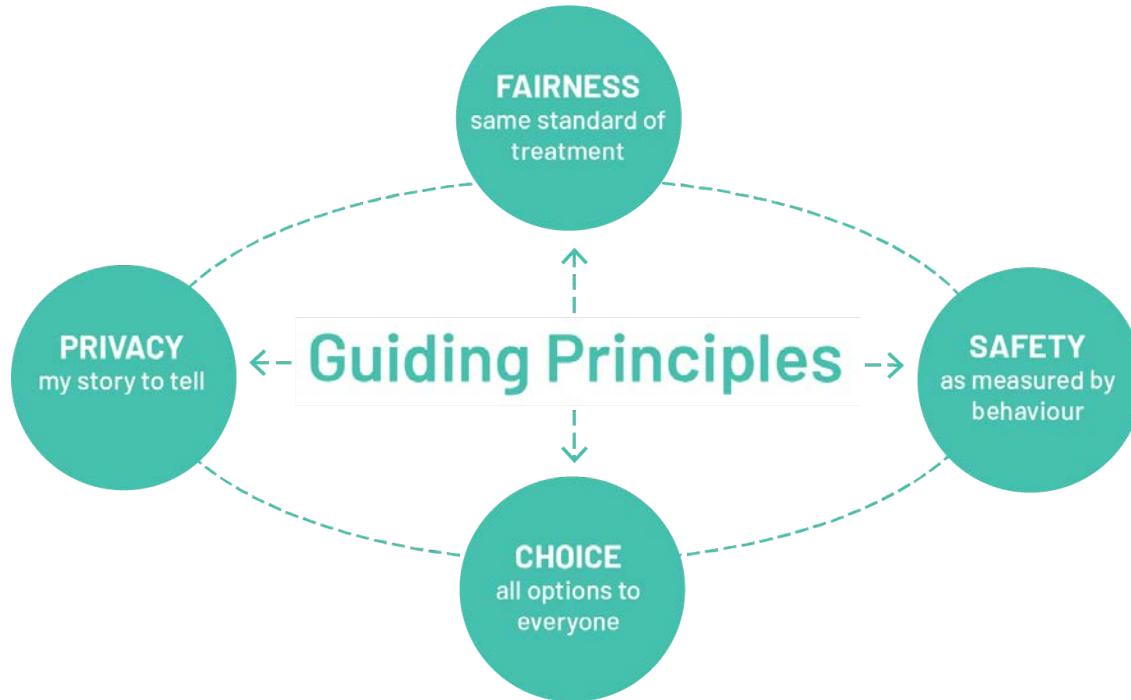 FAIRNESS
same standard of
treatment
PRIVACY
my story to tell
Guiding Principles
SAFETY
as measured by
behaviour
CHOICE
all options to
everyone